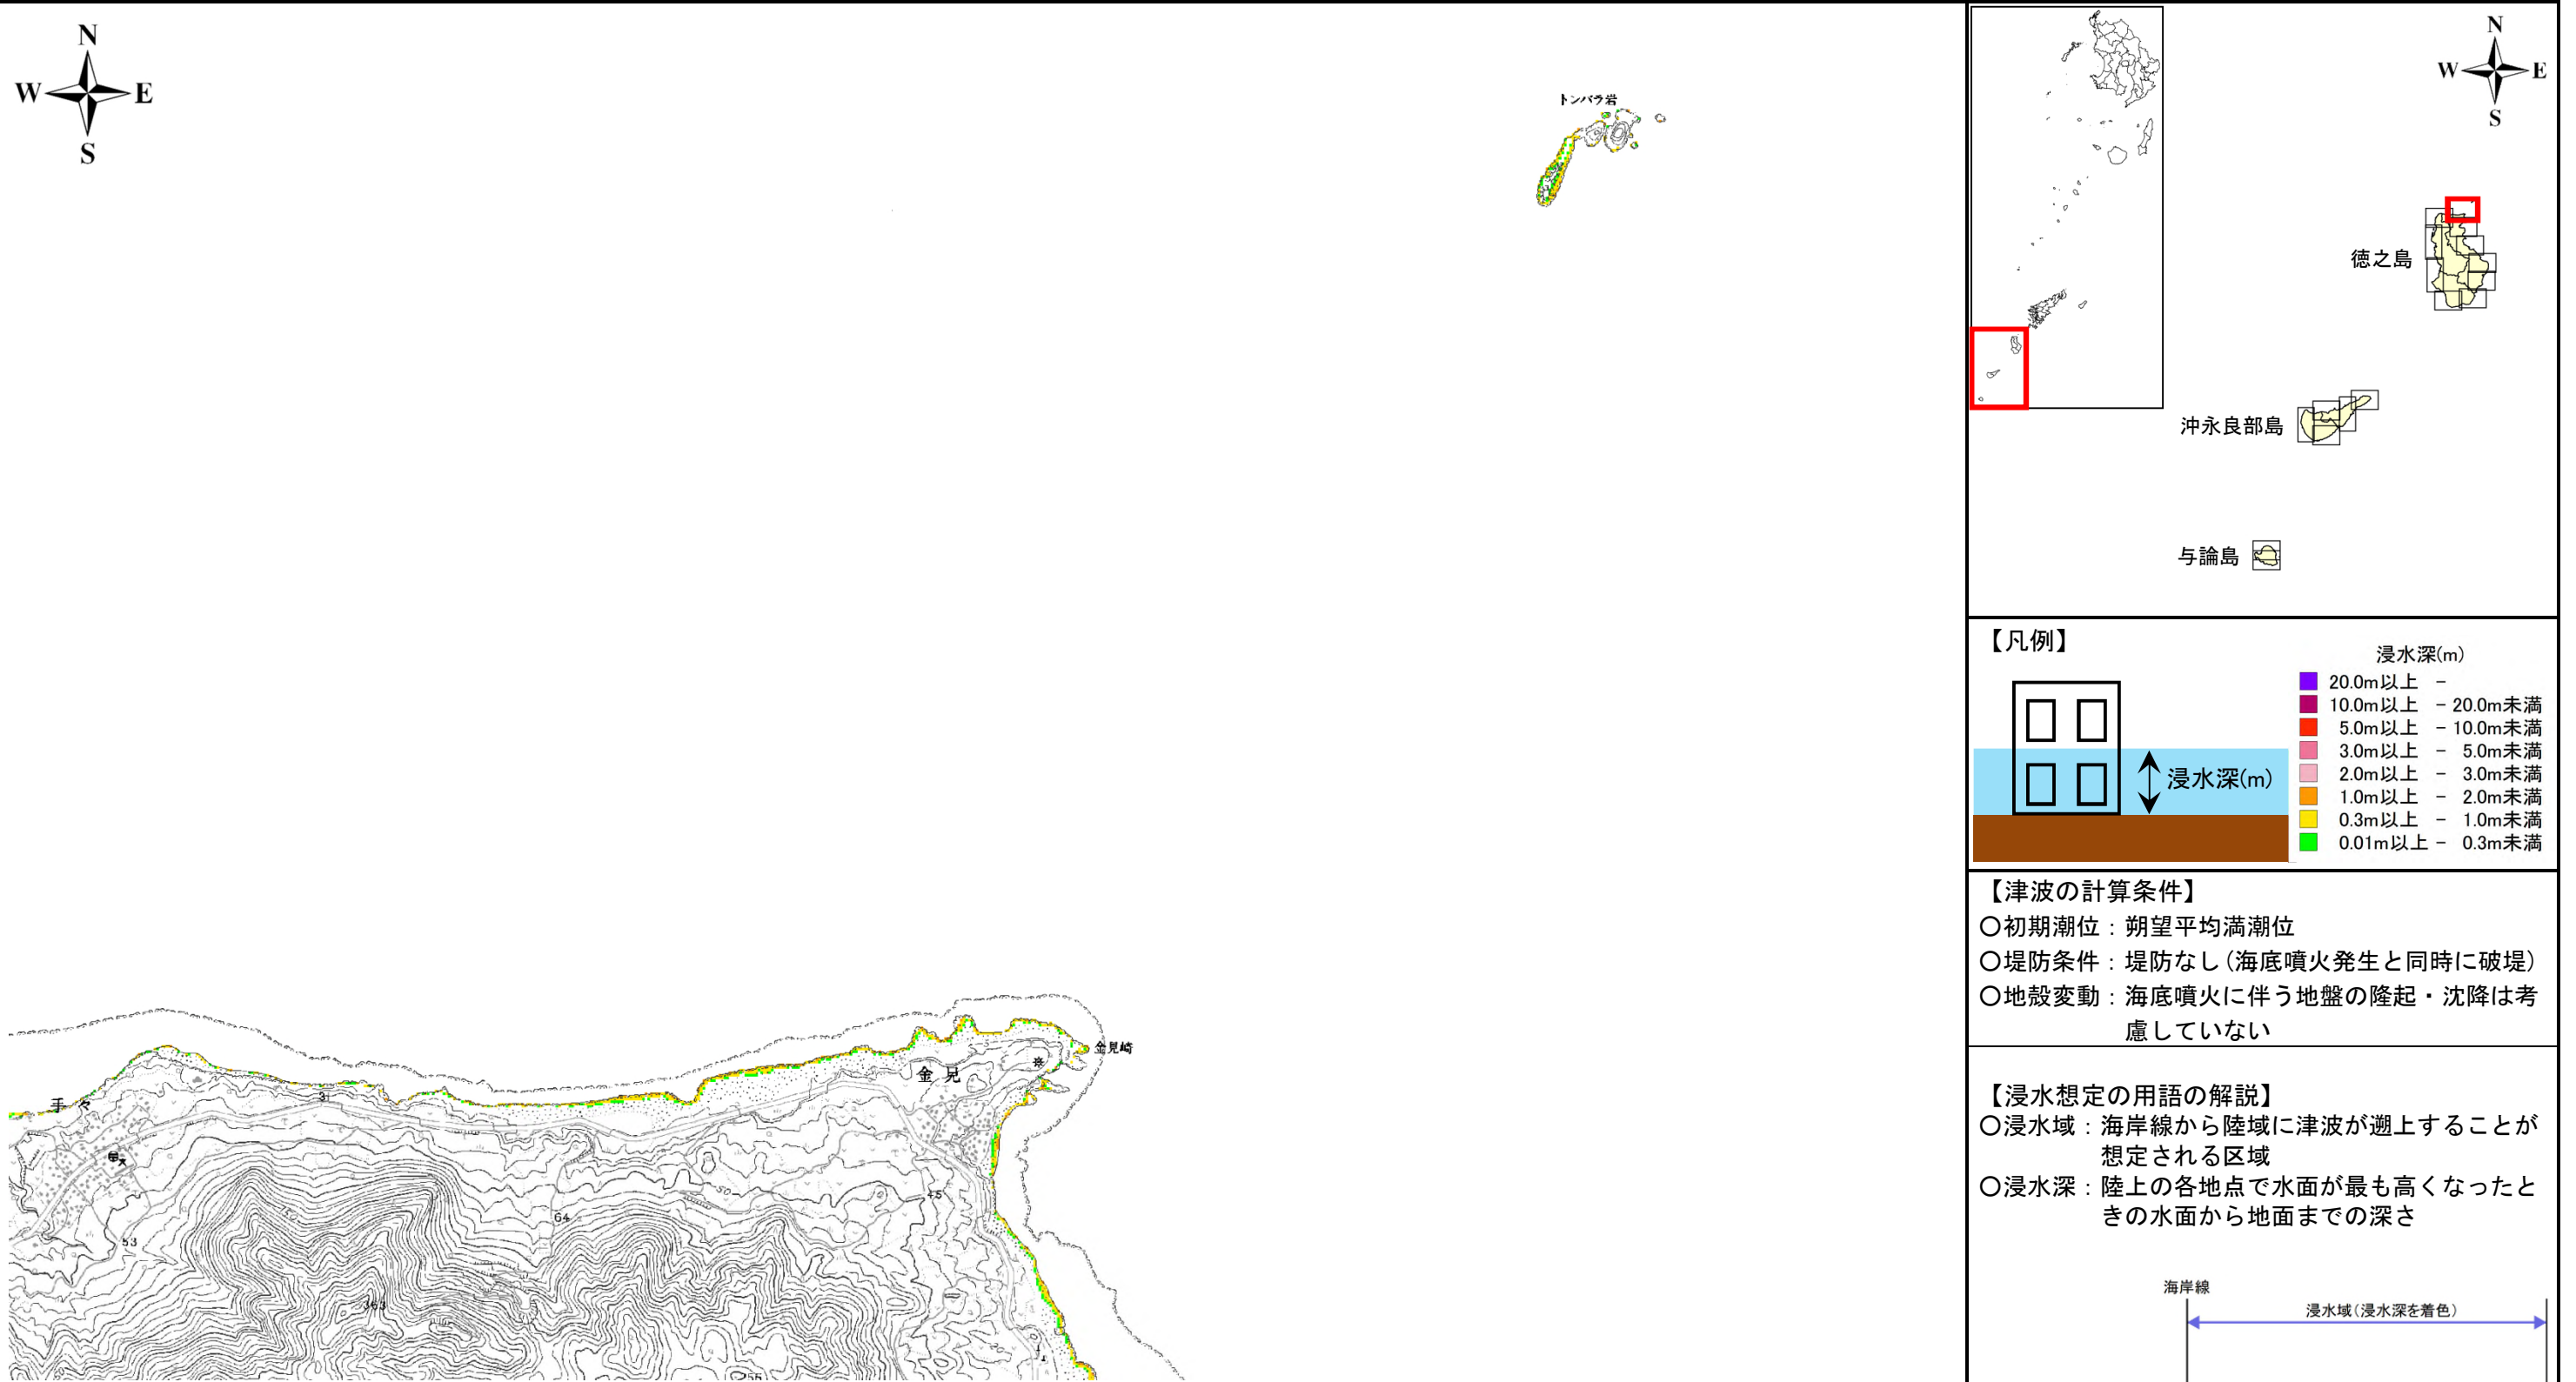 N
W E
S
トンバラ岩
手々
3
金見
金見崎
45
64
53
363
N
W E
S
徳之島
沖永良部島
与論島
【凡例】
浸水深(m)
浸水深(m)
20.0m以上 -
10.0m以上 - 20.0m未満
5.0m以上 - 10.0m未満
3.0m以上 - 5.0m未満
2.0m以上 - 3.0m未満
1.0m以上 - 2.0m未満
0.3m以上 - 1.0m未満
0.01m以上 - 0.3m未満
【津波の計算条件】
○初期潮位：朔望平均満潮位
○堤防条件：堤防なし(海底噴火発生と同時に破堤)
○地殻変動：海底噴火に伴う地盤の隆起・沈降は考
慮していない
【浸水想定の用語の解説】
○浸水域：海岸線から陸域に津波が遡上することが
想定される区域
○浸水深：陸上の各地点で水面が最も高くなったと
きの水面から地面までの深さ
海岸線
浸水域(浸水深を着色)